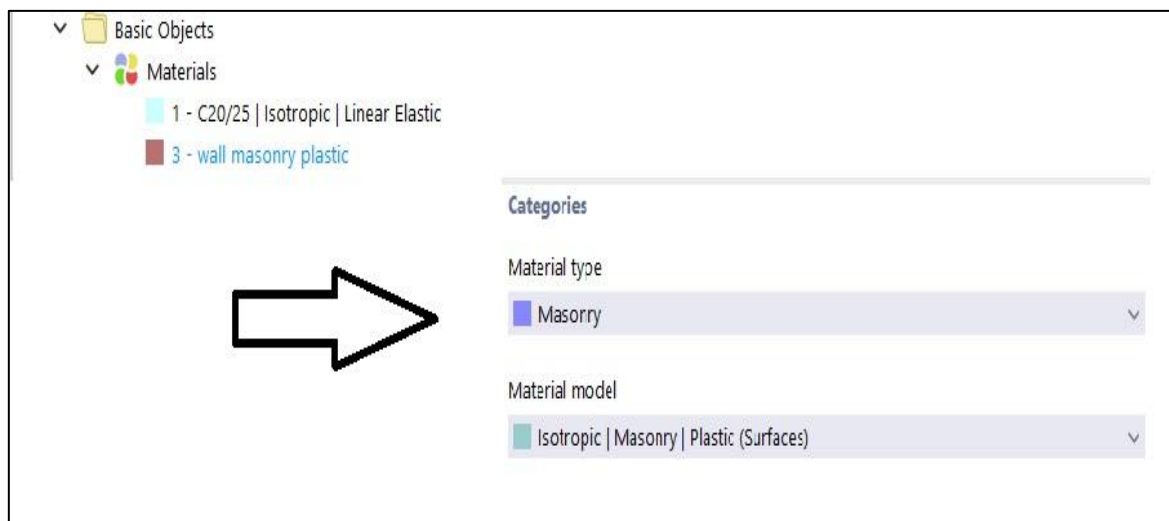 Basic Objects
Materials
1 - C20/25 | Isotropic | Linear Elastic
3 - wall masonry plastic
Categories
Material type
Masonry
Material model
Isotropic | Masonry | Plastic (Surfaces)